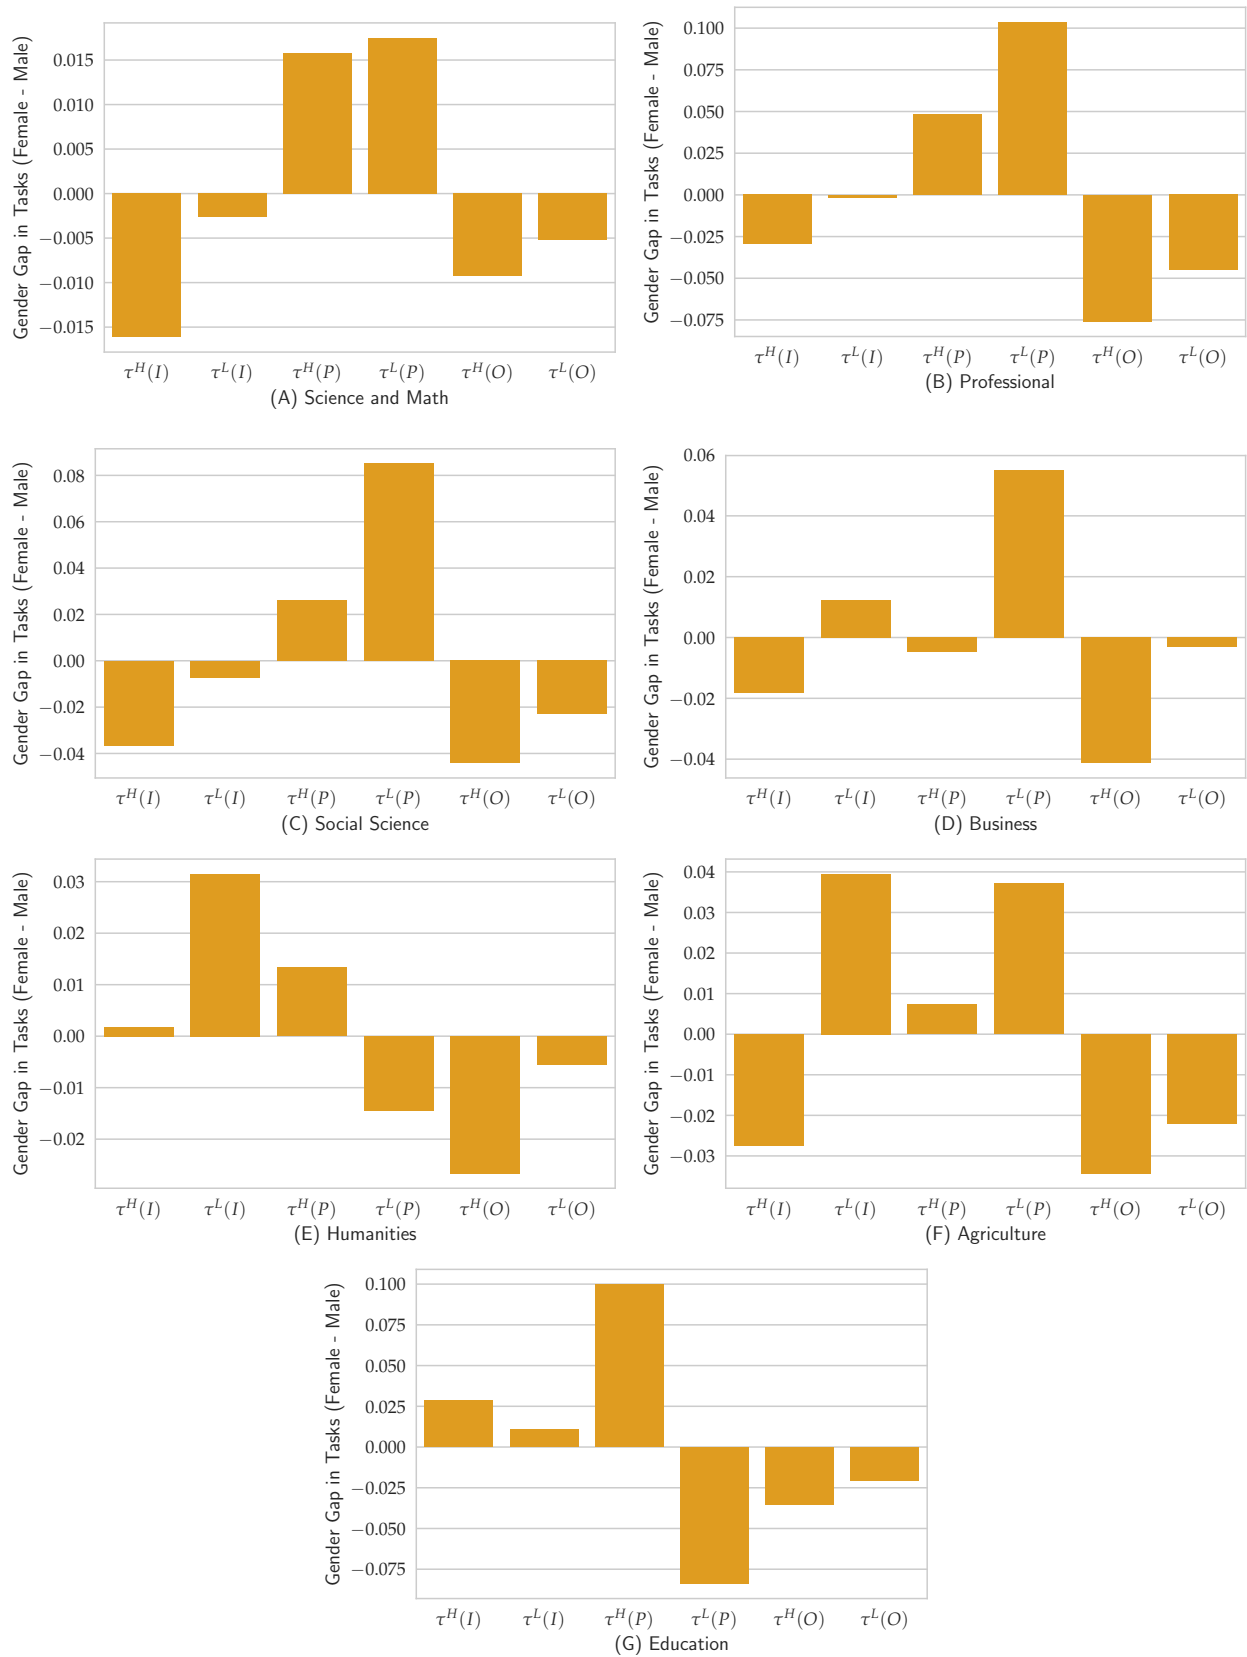 Gender Gap in Tasks (Female - Male)
0.015
0.010
0.005
0.000
−0.005
−0.010
−0.015
τ^H(I) τ^L(I) τ^H(P) τ^L(P) τ^H(O) τ^L(O)
(A) Science and Math
Gender Gap in Tasks (Female - Male)
0.100
0.075
0.050
0.025
0.000
−0.025
−0.050
−0.075
τ^H(I) τ^L(I) τ^H(P) τ^L(P) τ^H(O) τ^L(O)
(B) Professional
Gender Gap in Tasks (Female - Male)
0.08
0.06
0.04
0.02
0.00
−0.02
−0.04
τ^H(I) τ^L(I) τ^H(P) τ^L(P) τ^H(O) τ^L(O)
(C) Social Science
Gender Gap in Tasks (Female - Male)
0.06
0.04
0.02
0.00
−0.02
−0.04
τ^H(I) τ^L(I) τ^H(P) τ^L(P) τ^H(O) τ^L(O)
(D) Business
Gender Gap in Tasks (Female - Male)
0.03
0.02
0.01
0.00
−0.01
−0.02
τ^H(I) τ^L(I) τ^H(P) τ^L(P) τ^H(O) τ^L(O)
(E) Humanities
Gender Gap in Tasks (Female - Male)
0.04
0.03
0.02
0.01
0.00
−0.01
−0.02
−0.03
τ^H(I) τ^L(I) τ^H(P) τ^L(P) τ^H(O) τ^L(O)
(F) Agriculture
Gender Gap in Tasks (Female - Male)
0.100
0.075
0.050
0.025
0.000
−0.025
−0.050
−0.075
τ^H(I) τ^L(I) τ^H(P) τ^L(P) τ^H(O) τ^L(O)
(G) Education